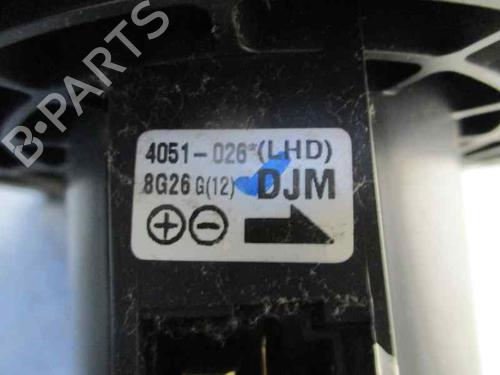 B-PARTS
4051-026*(LHD)
8G26 G(12) DJM
+ -